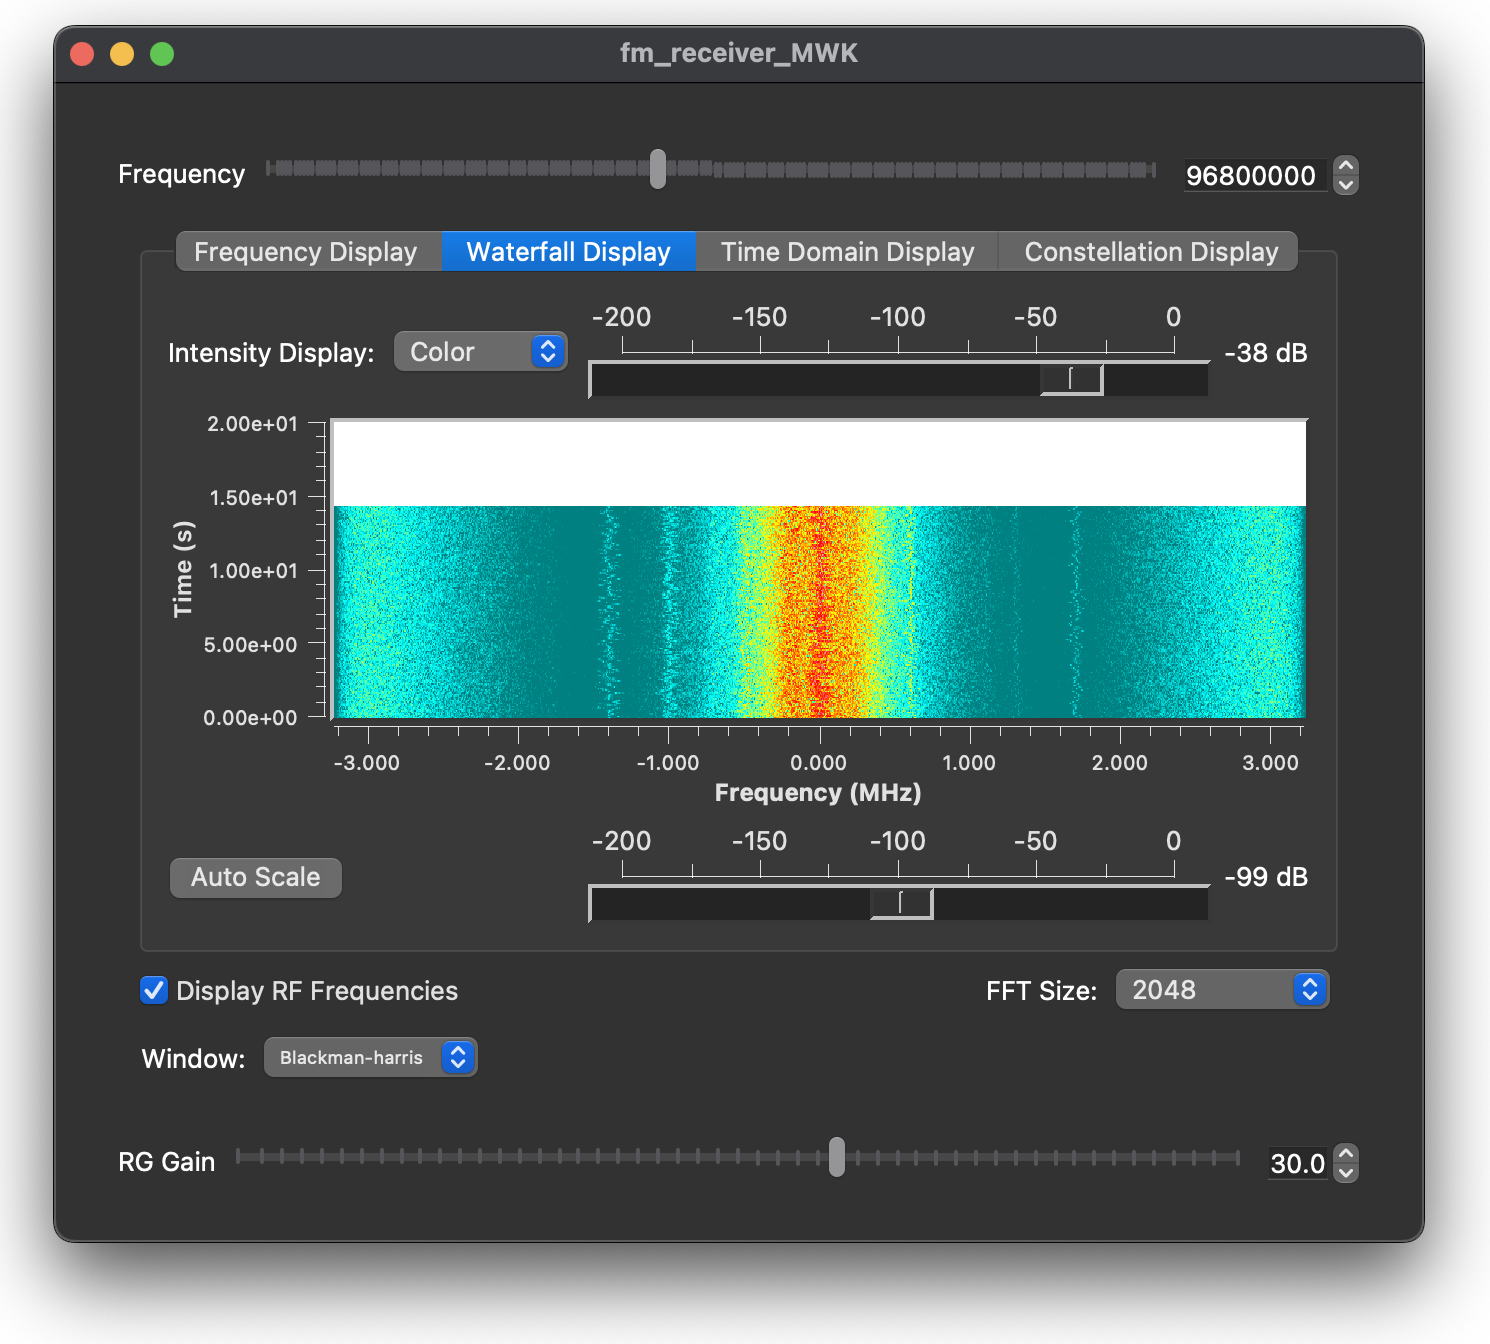 fm_receiver_MWK
Frequency
96800000
Frequency Display
Waterfall Display
Time Domain Display
Constellation Display
-200 -150 -100 -50 0
Intensity Display: Color
-38 dB
2.00e+01
1.50e+01
1.00e+01
5.00e+00
0.00e+00
Time (s)
-3.000 -2.000 -1.000 0.000 1.000 2.000 3.000
Frequency (MHz)
-200 -150 -100 -50 0
Auto Scale
-99 dB
Display RF Frequencies
FFT Size: 2048
Window: Blackman-harris
RG Gain
30.0